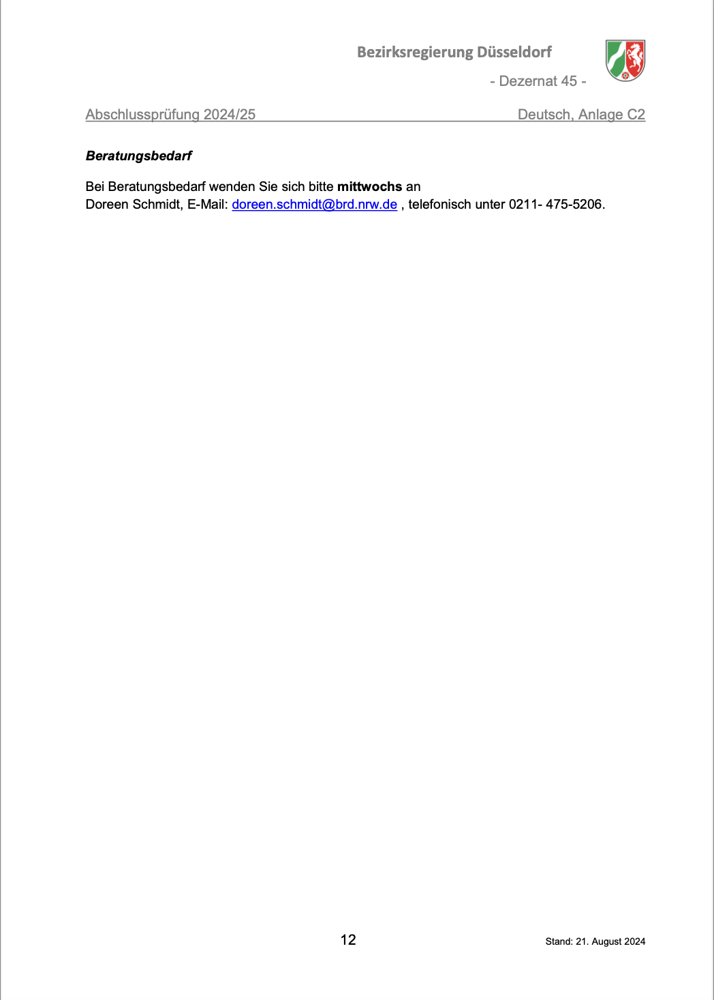 Bezirksregierung Düsseldorf
- Dezernat 45 -
Abschlussprüfung 2024/25 Deutsch, Anlage C2
Beratungsbedarf
Bei Beratungsbedarf wenden Sie sich bitte mittwochs an
Doreen Schmidt, E-Mail: doreen.schmidt@brd.nrw.de , telefonisch unter 0211- 475-5206.
12 Stand: 21. August 2024